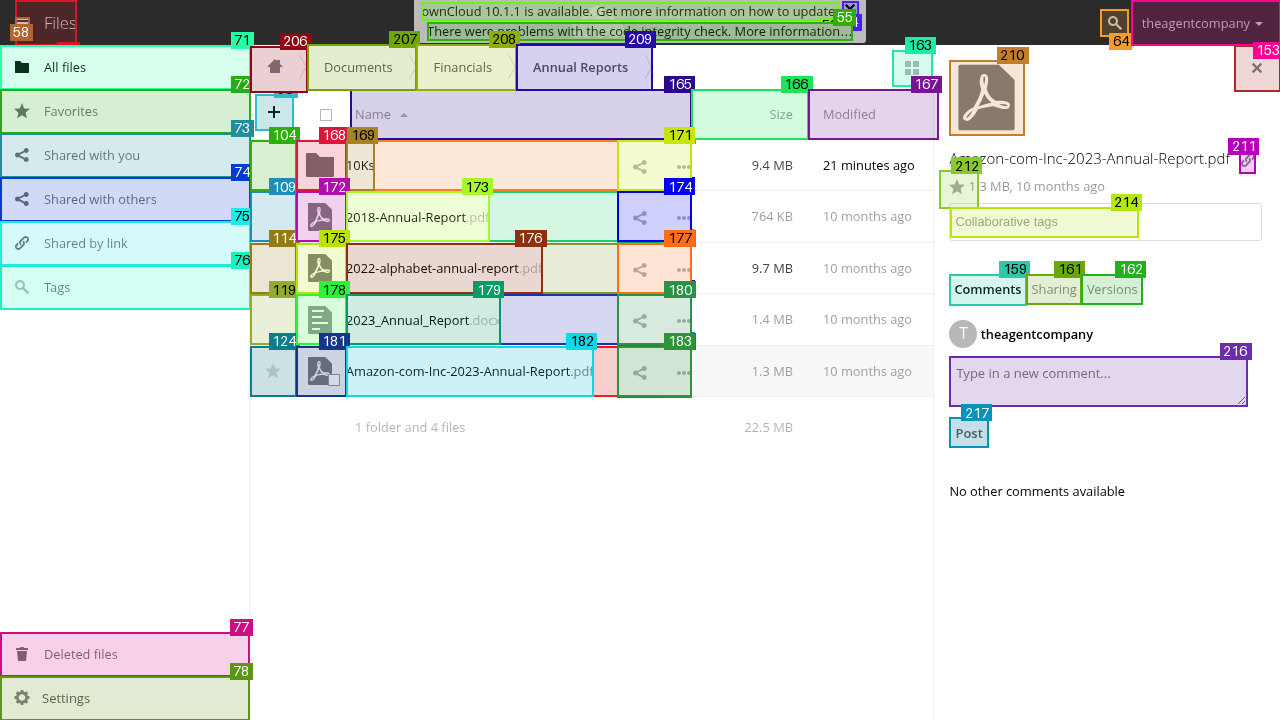 Files
58
ownCloud 10.1.1 is available. Get more information on how to update
There were problems with the code integrity check. More information...
55
64
theagentcompany
153
71
All files
72
Favorites
73
Shared with you
74
Shared with others
75
Shared by link
76
Tags
77
Deleted files
78
Settings
206
207
Documents
208
Financials
209
Annual Reports
163
165
Name
166
Size
167
Modified
104
168
169
10Ks
171
9.4 MB
21 minutes ago
109
172
173
2018-Annual-Report.pdf
174
764 KB
10 months ago
114
175
176
2022-alphabet-annual-report.pdf
177
9.7 MB
10 months ago
119
178
179
2023_Annual_Report.docx
180
1.4 MB
10 months ago
124
181
182
Amazon-com-Inc-2023-Annual-Report.pdf
183
1.3 MB
10 months ago
1 folder and 4 files
22.5 MB
210
211
Amazon-com-Inc-2023-Annual-Report.pdf
212
3 MB, 10 months ago
214
Collaborative tags
159
Comments
161
Sharing
162
Versions
T
theagentcompany
216
Type in a new comment...
217
Post
No other comments available